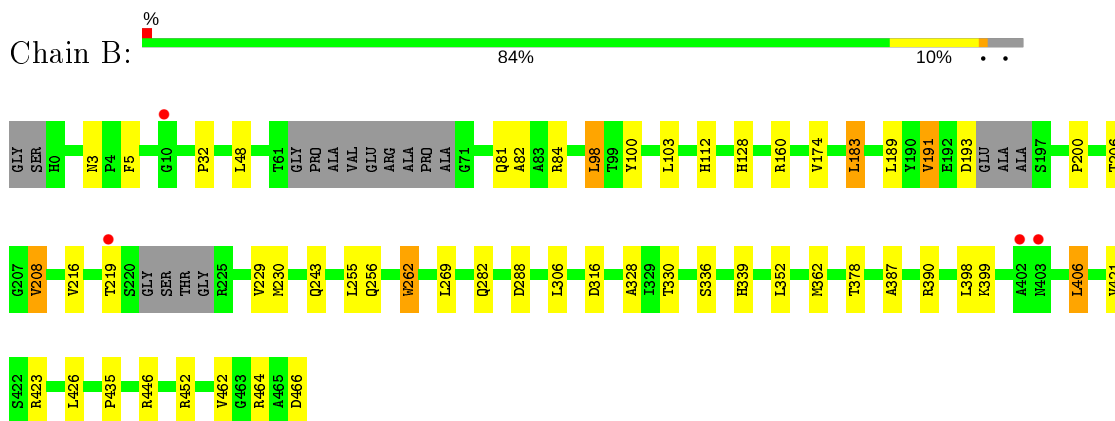 %
Chain B:
84% 10% • •
GLY SER H0 N3 P4 F5 G10 P32 L48 T61 GLY PRO ALA VAL GLU ARG ALA PRO ALA G71 Q81 A82 A83 R84 L98 T99 Y100 L103 H112 H128 R160 V174 L183 L189 Y190 V191 E192 D193 GLU ALA ALA S197 P200 T206
G207 V208 V216 T219 S220 GLY SER THR GLY R225 V229 M230 Q243 L255 Q256 W262 L269 Q282 D288 L306 D316 A328 I329 T330 S336 H339 L352 M362 T378 A387 R390 L398 K399 A402 N403 L406 V421
S422 R423 L426 P435 R446 R452 V462 G463 R464 A465 D466